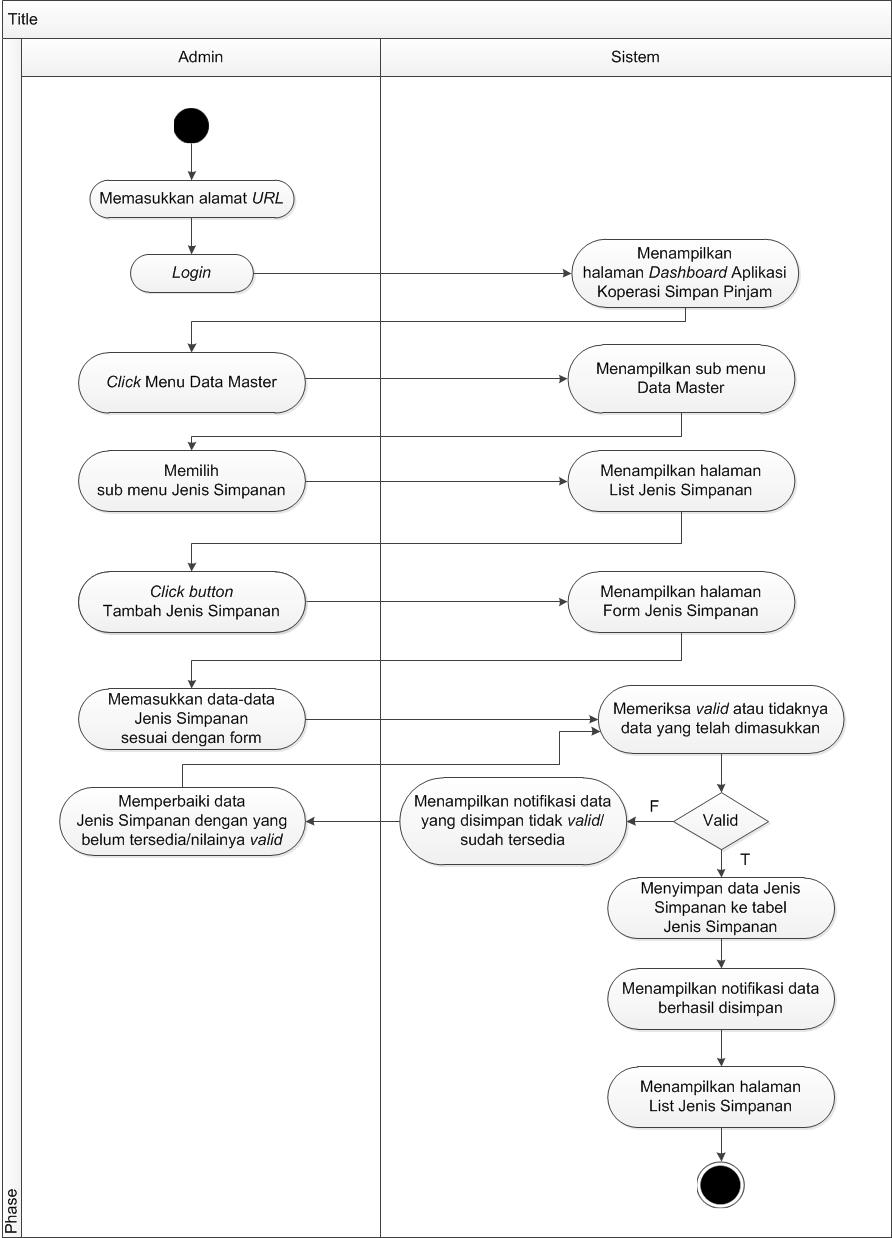 Title
Admin
Sistem
Memasukkan alamat URL
Login
Menampilkan
halaman Dashboard Aplikasi
Koperasi Simpan Pinjam
Click Menu Data Master
Menampilkan sub menu
Data Master
Memilih
sub menu Jenis Simpanan
Menampilkan halaman
List Jenis Simpanan
Click button
Tambah Jenis Simpanan
Menampilkan halaman
Form Jenis Simpanan
Memasukkan data-data
Jenis Simpanan
sesuai dengan form
Memeriksa valid atau tidaknya
data yang telah dimasukkan
Memperbaiki data
Jenis Simpanan dengan yang
belum tersedia/nilainya valid
Menampilkan notifikasi data
yang disimpan tidak valid/
sudah tersedia
F
Valid
T
Menyimpan data Jenis
Simpanan ke tabel
Jenis Simpanan
Menampilkan notifikasi data
berhasil disimpan
Menampilkan halaman
List Jenis Simpanan
Phase